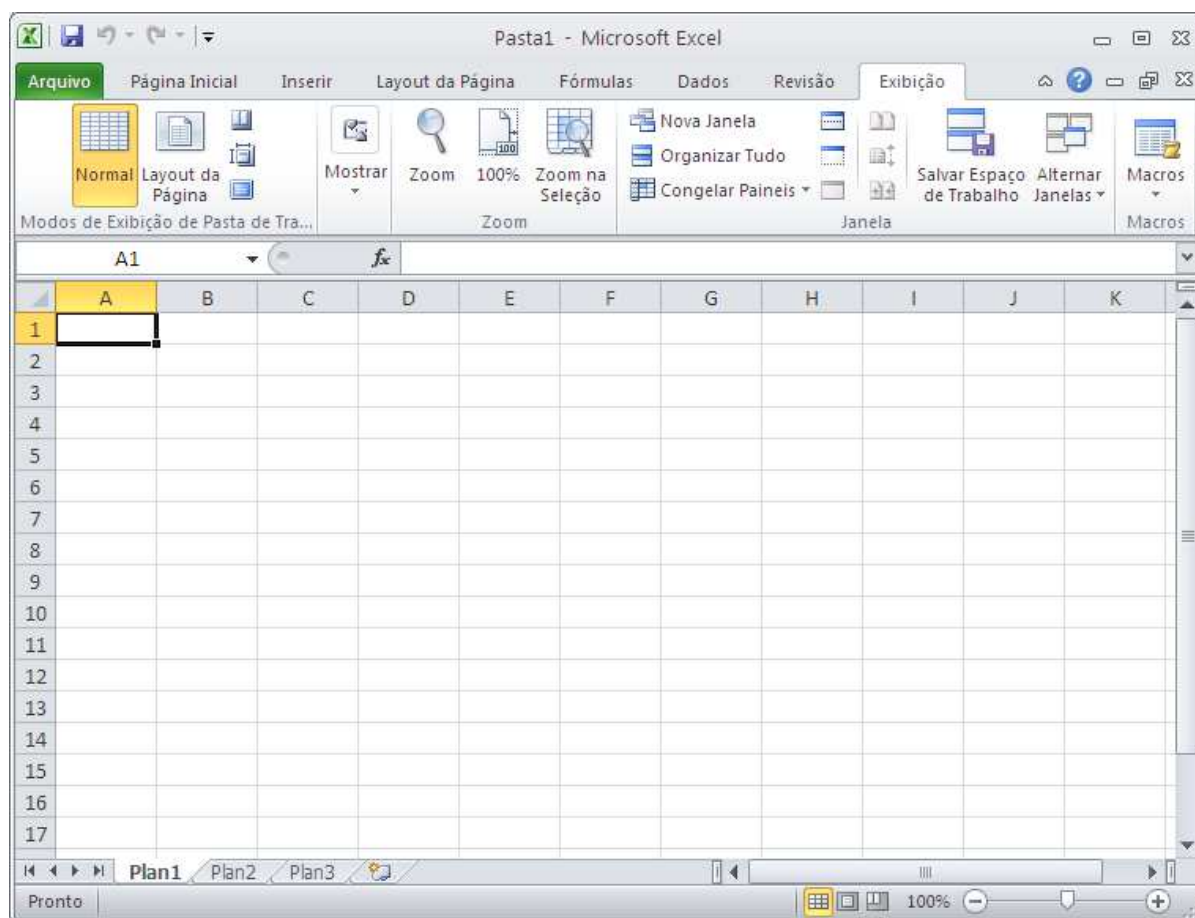 Pasta1 - Microsoft Excel
Arquivo Página Inicial Inserir Layout da Página Fórmulas Dados Revisão Exibição
Normal
Layout da Página
Modos de Exibição de Pasta de Tra...
Mostrar
Zoom
100
100%
Zoom na Seleção
Zoom
Nova Janela
Organizar Tudo
Congelar Paineis
Salvar Espaço de Trabalho
Alternar Janelas
Janela
Macros
Macros
A1 fx
A B C D E F G H I J K
1
2
3
4
5
6
7
8
9
10
11
12
13
14
15
16
17
Plan1 Plan2 Plan3
Pronto 100%